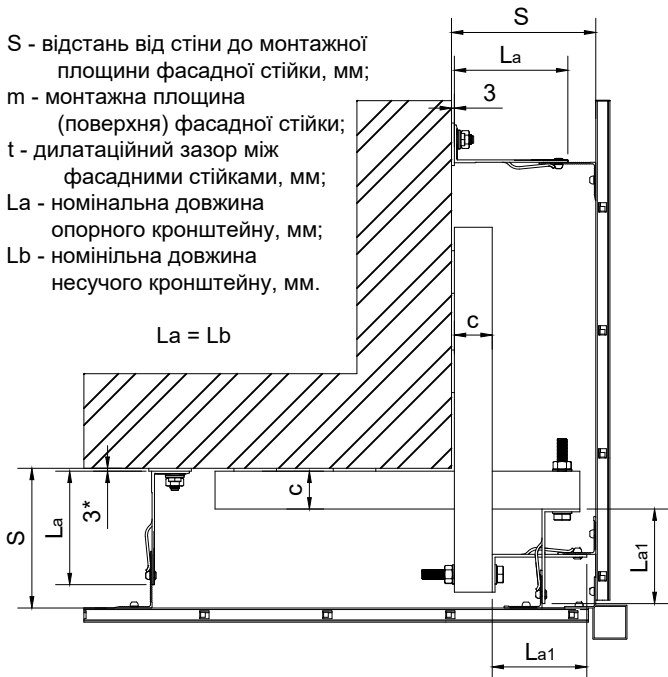 S - відстань від стіни до монтажної
площини фасадної стійки, мм;
m - монтажна площина
(поверхня) фасадної стійки;
t - дилатаційний зазор між
фасадними стійками, мм;
La - номінальна довжина
опорного кронштейну, мм;
Lb - номінільна довжина
несучого кронштейну, мм.
La = Lb
S
La
3
c
S
La
3*
c
La1
La1